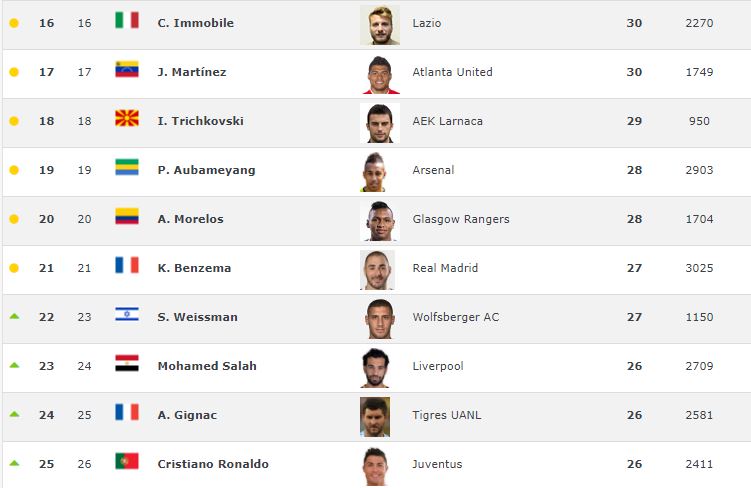 16 16 C. Immobile Lazio 30 2270
17 17 J. Martínez Atlanta United 30 1749
18 18 I. Trichkovski AEK Larnaca 29 950
19 19 P. Aubameyang Arsenal 28 2903
20 20 A. Morelos Glasgow Rangers 28 1704
21 21 K. Benzema Real Madrid 27 3025
22 23 S. Weissman Wolfsberger AC 27 1150
23 24 Mohamed Salah Liverpool 26 2709
24 25 A. Gignac Tigres UANL 26 2581
25 26 Cristiano Ronaldo Juventus 26 2411